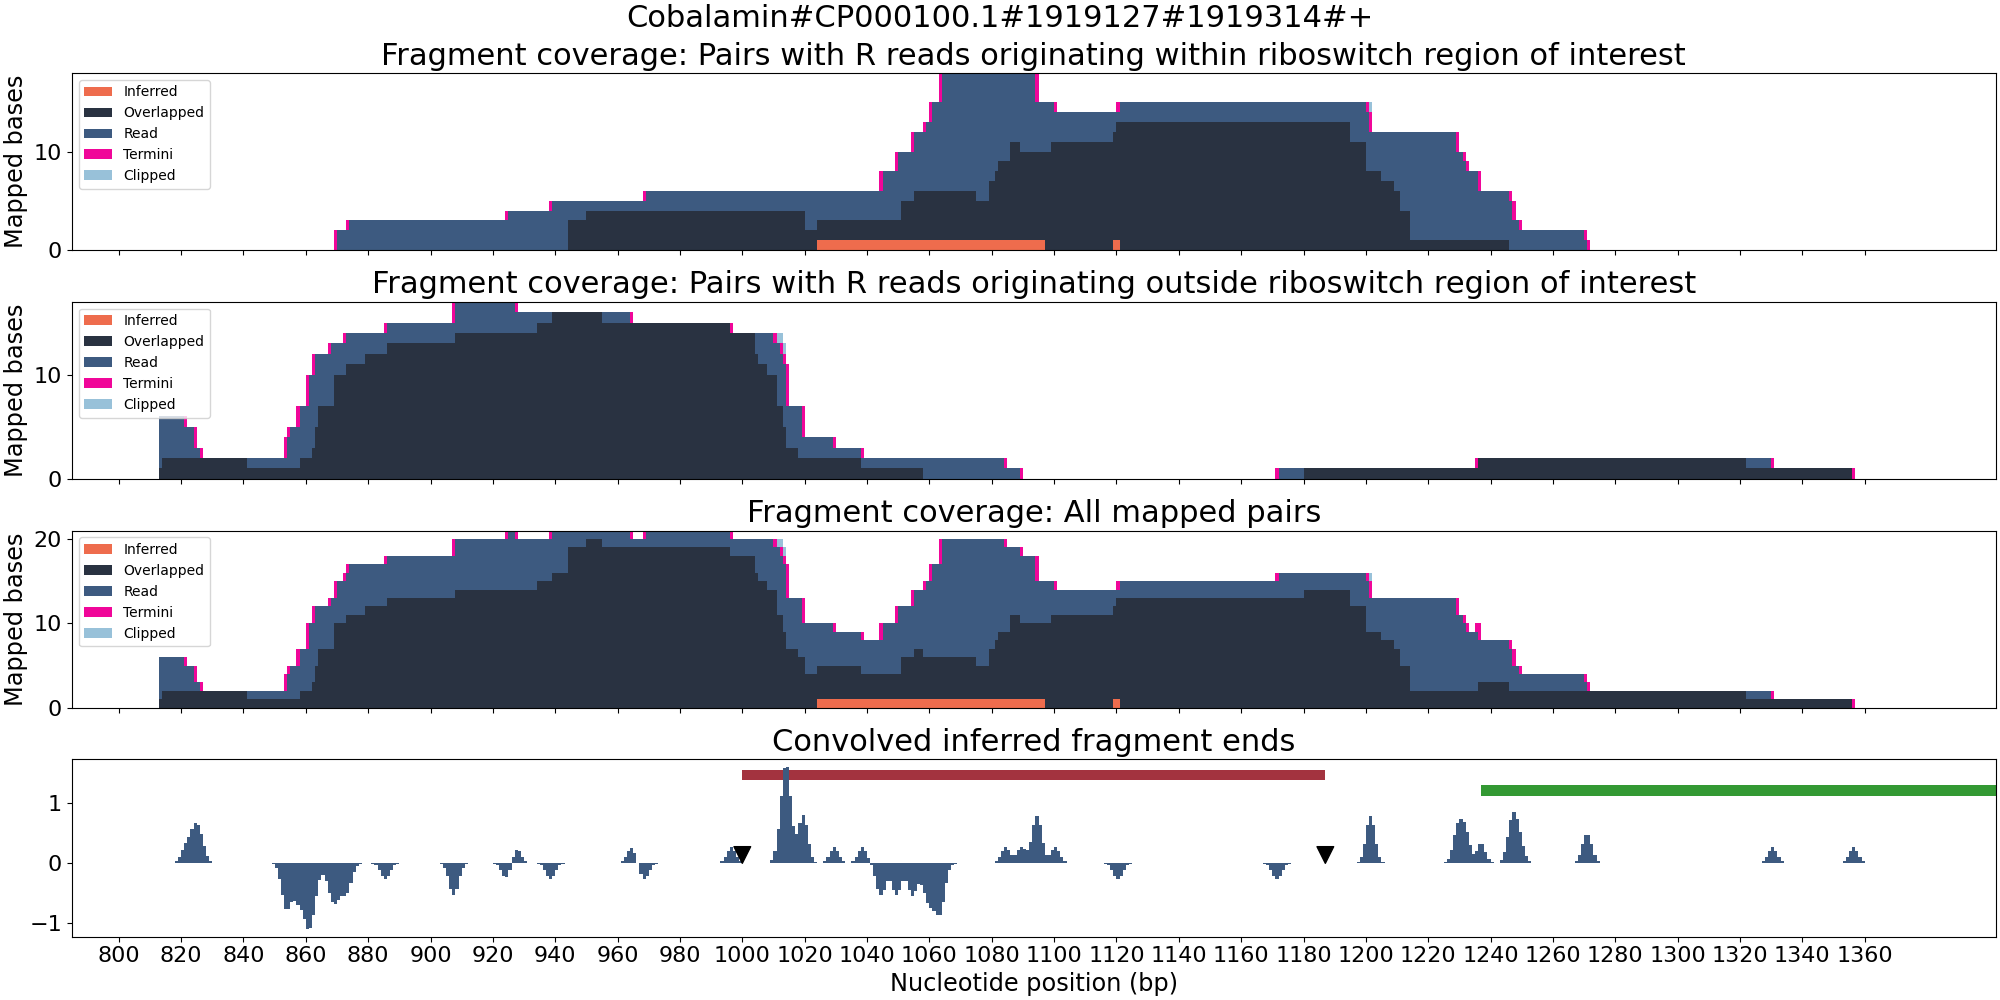 Cobalamin#CP000100.1#1919127#1919314#+
Fragment coverage: Pairs with R reads originating within riboswitch region of interest
Mapped bases
10
0
Inferred
Overlapped
Read
Termini
Clipped
Fragment coverage: Pairs with R reads originating outside riboswitch region of interest
Mapped bases
10
0
Inferred
Overlapped
Read
Termini
Clipped
Fragment coverage: All mapped pairs
Mapped bases
20
10
0
Inferred
Overlapped
Read
Termini
Clipped
Convolved inferred fragment ends
1
0
−1
800 820 840 860 880 900 920 940 960 980 1000 1020 1040 1060 1080 1100 1120 1140 1160 1180 1200 1220 1240 1260 1280 1300 1320 1340 1360
Nucleotide position (bp)